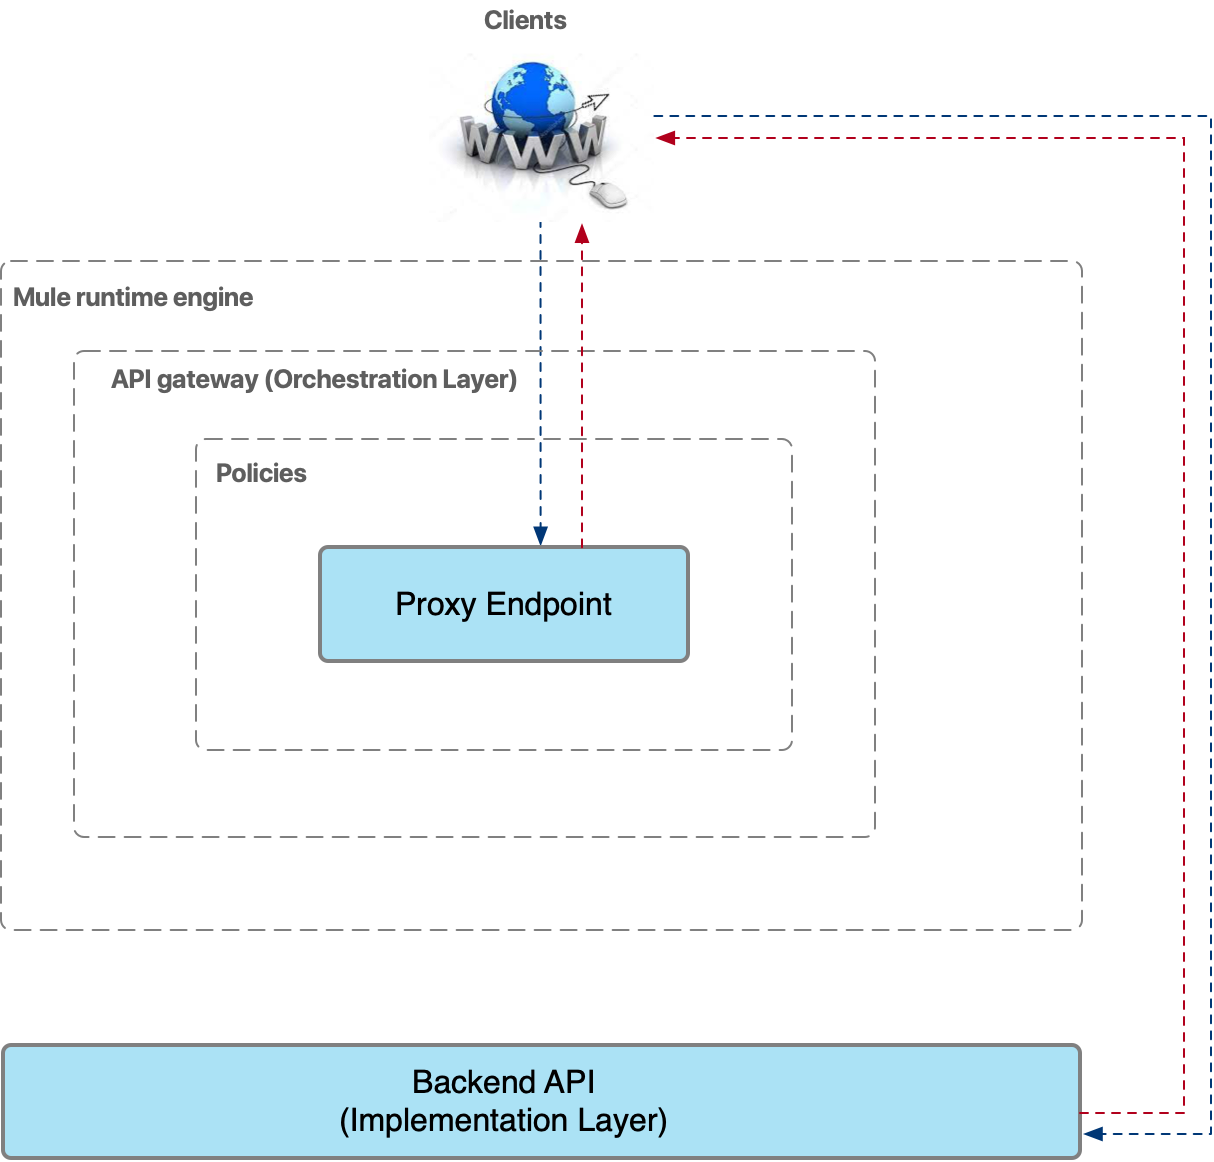 Clients
WWW
Mule runtime engine
API gateway (Orchestration Layer)
Policies
Proxy Endpoint
Backend API
(Implementation Layer)